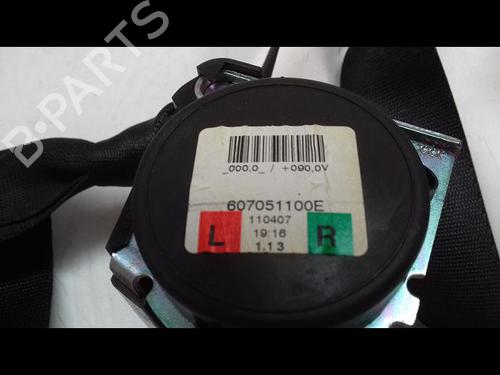 B-PARTS
_000,0_ / +090,0V
607051100E
L 110407 R
19:16
1.13